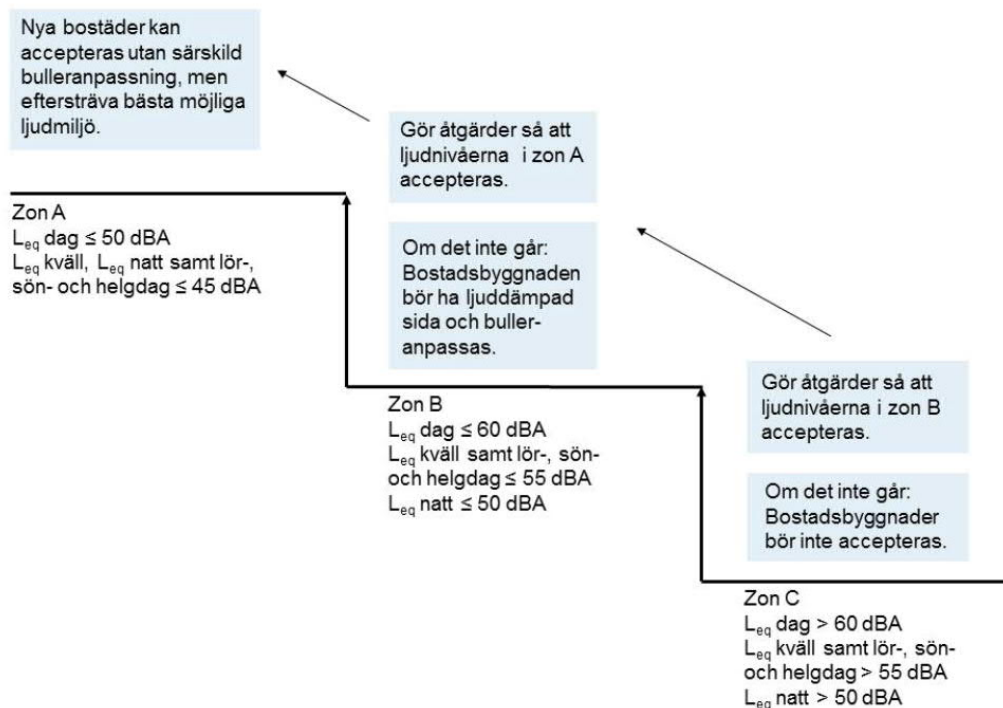 Nya bostäder kan
accepteras utan särskild
bulleranpassning, men
eftersträva bästa möjliga
ljudmiljö.
Gör åtgärder så att
ljudnivåerna i zon A
accepteras.
Zon A
Leq dag ≤ 50 dBA
Leq kväll, Leq natt samt lör-,
sön- och helgdag ≤ 45 dBA
Om det inte går:
Bostadsbyggnaden
bör ha ljuddämpad
sida och buller-
anpassas.
Zon B
Leq dag ≤ 60 dBA
Leq kväll samt lör-, sön-
och helgdag ≤ 55 dBA
Leq natt ≤ 50 dBA
Gör åtgärder så att
ljudnivåerna i zon B
accepteras.
Om det inte går:
Bostadsbyggnader
bör inte accepteras.
Zon C
Leq dag > 60 dBA
Leq kväll samt lör-, sön-
och helgdag > 55 dBA
Leq natt > 50 dBA